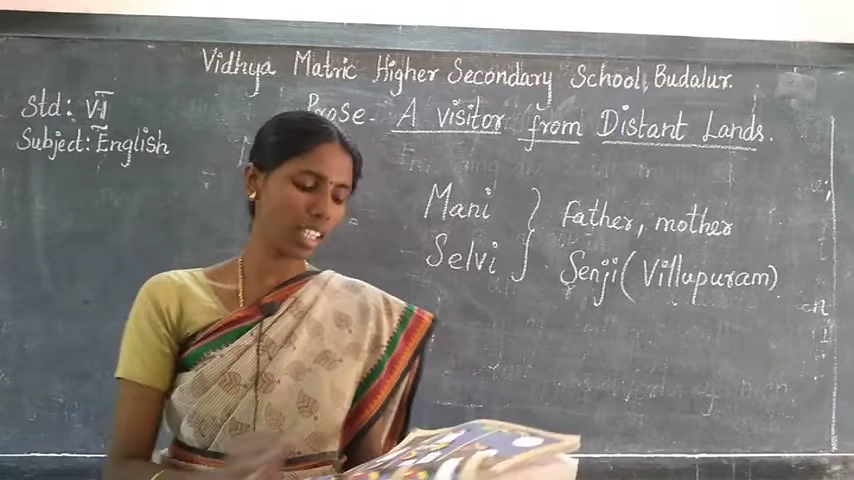 Vidhya Matric Higher Secondary School, Budalur.
Std: VI
Prose - A visitor from Distant Lands.
Subject: English
Mani } Father, mother
Selvi } Senji (Villupuram)